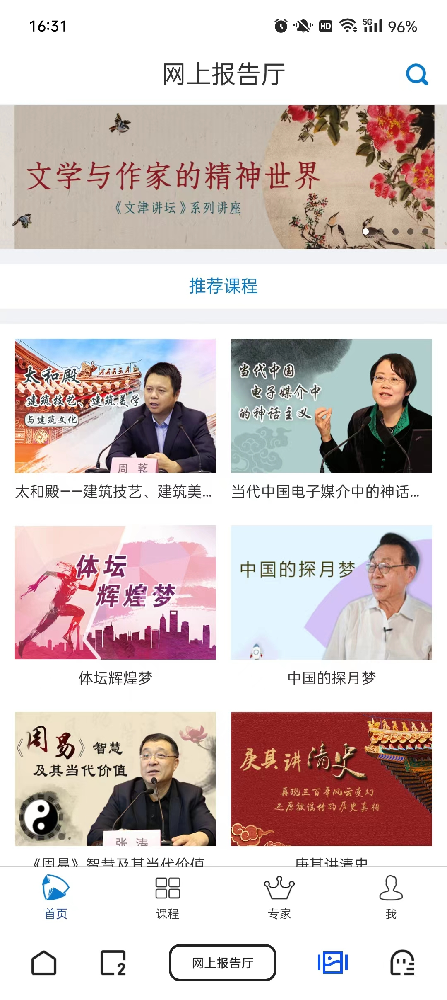 16:31
HD
5G
96%
网上报告厅
文学与作家的精神世界
《文津讲坛》系列讲座
推荐课程
太和殿
建筑技艺、建筑美学
与建筑文化
周 乾
当代中国
电子媒介中
的神话主义
太和殿——建筑技艺、建筑美...
当代中国电子媒介中的神话...
体坛
辉煌梦
中国的探月梦
体坛辉煌梦
中国的探月梦
《周易》智慧
及其当代价值
张 涛
庹其讲清史
再现三百年风云变幻
还原被谣传的历史真相
《周易》智慧及其当代价值
首页
课程
专家
我
2
网上报告厅